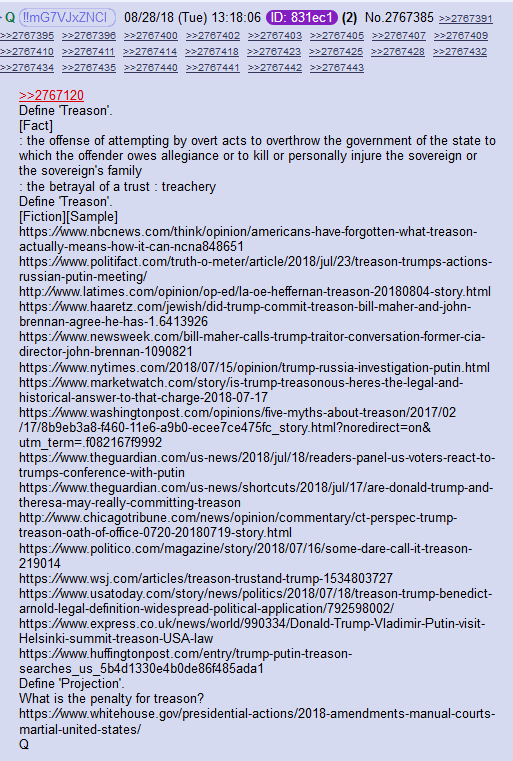 Q !!mG7VJxZNCI 08/28/18 (Tue) 13:18:06 ID: 831ec1 (2) No.2767385 >>2767391
>>2767395 >>2767396 >>2767400 >>2767402 >>2767403 >>2767405 >>2767407 >>2767409
>>2767410 >>2767411 >>2767414 >>2767423 >>2767425 >>2767428 >>2767432
>>2767434 >>2767435 >>2767440 >>2767441 >>2767442 >>2767443
>>2767120
Define 'Treason'.
[Fact]
: the offense of attempting by overt acts to overthrow the government of the state to
which the offender owes allegiance or to kill or personally injure the sovereign or
the sovereign's family
: the betrayal of a trust : treachery
Define 'Treason'.
[Fiction][Sample]
https://www.nbcnews.com/think/opinion/americans-have-forgotten-what-treason-
actually-means-how-it-can-ncna848651
https://www.politifact.com/truth-o-meter/article/2018/jul/23/treason-trumps-actions-
russian-putin-meeting/
http://www.latimes.com/opinion/op-ed/la-oe-heffernan-treason-20180804-story.html
https://www.haaretz.com/jewish/did-trump-commit-treason-bill-maher-and-john-
brennan-agree-he-has-1.6413926
https://www.newsweek.com/bill-maher-calls-trump-traitor-conversation-former-cia-
director-john-brennan-1090821
https://www.nytimes.com/2018/07/15/opinion/trump-russia-investigation-putin.html
https://www.marketwatch.com/story/is-trump-treasonous-heres-the-legal-and-
historical-answer-to-that-charge-2018-07-17
https://www.washingtonpost.com/opinions/five-myths-about-treason/2017/02
/17/8b9eb3a8-f460-11e6-a9b0-ecee7ce475fc_story.html?noredirect=on&
utm_term=.f082167f9992
https://www.theguardian.com/us-news/2018/jul/18/readers-panel-us-voters-react-to-
trumps-conference-with-putin
https://www.theguardian.com/us-news/shortcuts/2018/jul/17/are-donald-trump-and-
theresa-may-really-committing-treason
http://www.chicagotribune.com/news/opinion/commentary/ct-perspec-trump-
treason-oath-of-office-0720-20180719-story.html
https://www.politico.com/magazine/story/2018/07/16/some-dare-call-it-treason-
219014
https://www.wsj.com/articles/treason-trustand-trump-1534803727
https://www.usatoday.com/story/news/politics/2018/07/18/treason-trump-benedict-
arnold-legal-definition-widespread-political-application/792598002/
https://www.express.co.uk/news/world/990334/Donald-Trump-Vladimir-Putin-visit-
Helsinki-summit-treason-USA-law
https://www.huffingtonpost.com/entry/trump-putin-treason-
searches_us_5b4d1330e4b0de86f485ada1
Define 'Projection'.
What is the penalty for treason?
https://www.whitehouse.gov/presidential-actions/2018-amendments-manual-courts-
martial-united-states/
Q